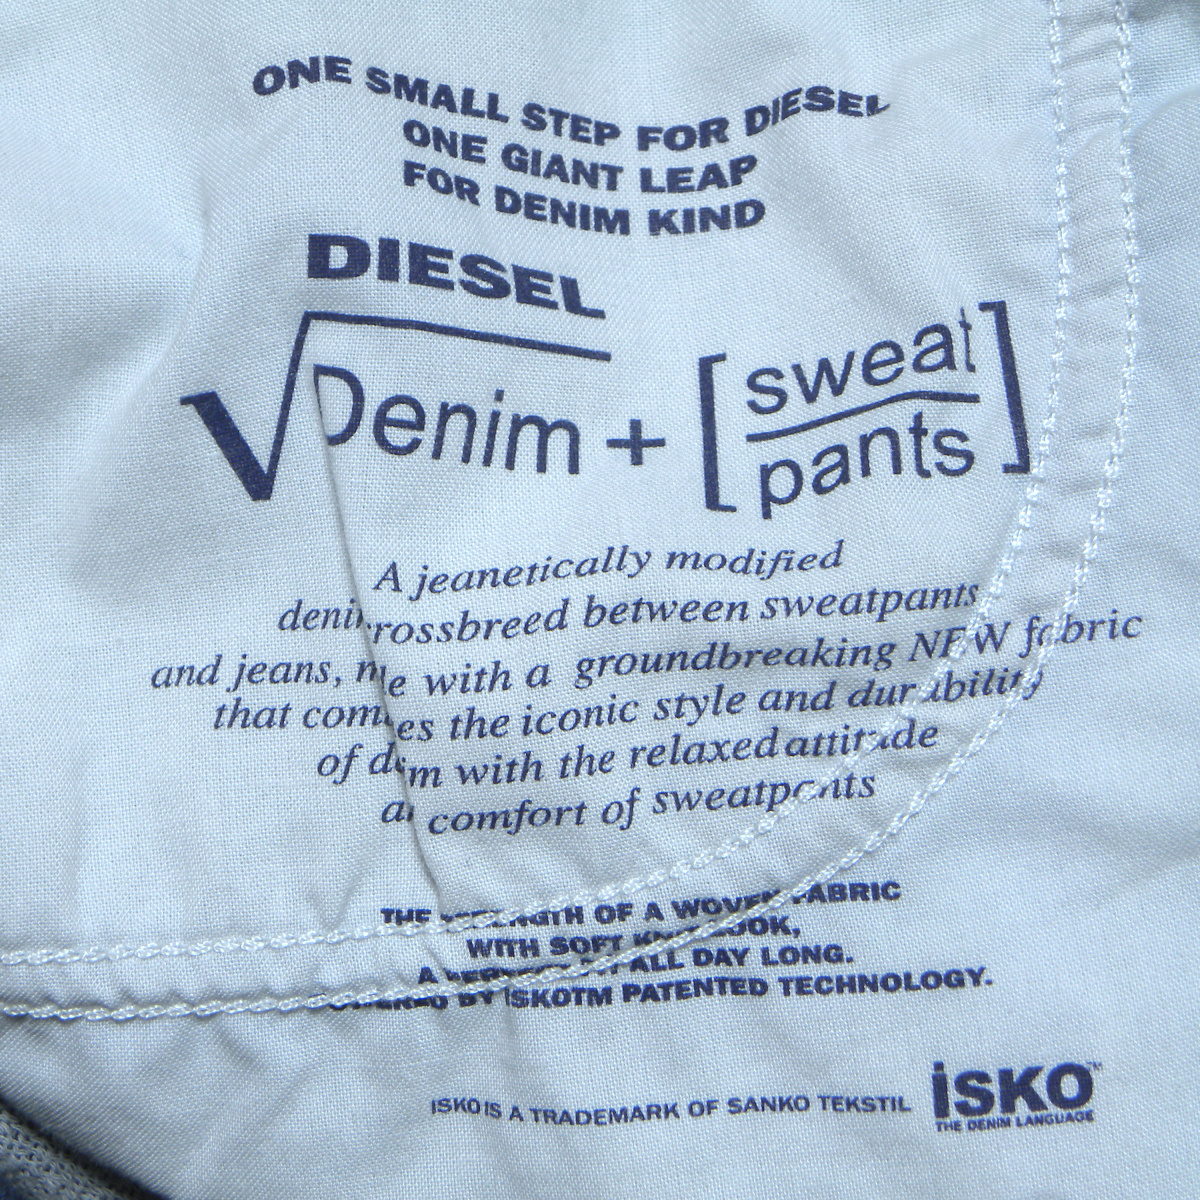 ONE SMALL STEP FOR DIESEL
ONE GIANT LEAP
FOR DENIM KIND
DIESEL
√Denim + [sweat
pants]
A jeanetically modified
rossbreed between sweatpants
and jeans, with a groundbreaking NEW fabric
that the iconic style and durability
of with the relaxed attitude
comfort of sweatpants
THE OF A WOVEN FABRIC
WITH SOFT LOOK,
A ALL DAY LONG.
BY ISKOTM PATENTED TECHNOLOGY.
ISKO IS A TRADEMARK OF SANKO TEKSTIL
İSKO™
THE DENIM LANGUAGE